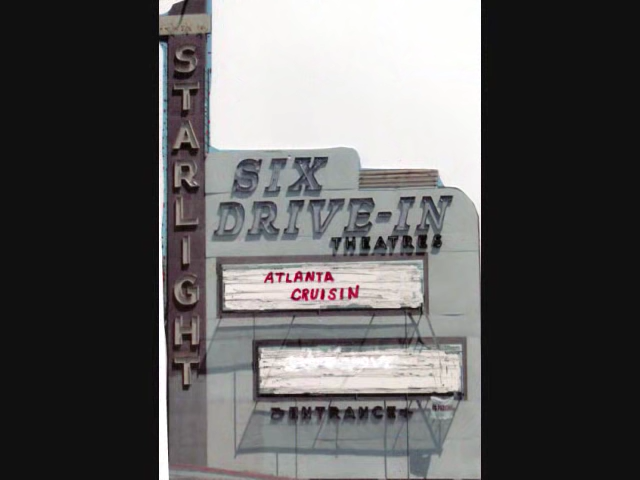 STARLIGHT
SIX
DRIVE-IN
THEATRES
ATLANTA
CRUISIN
ENTRANCE